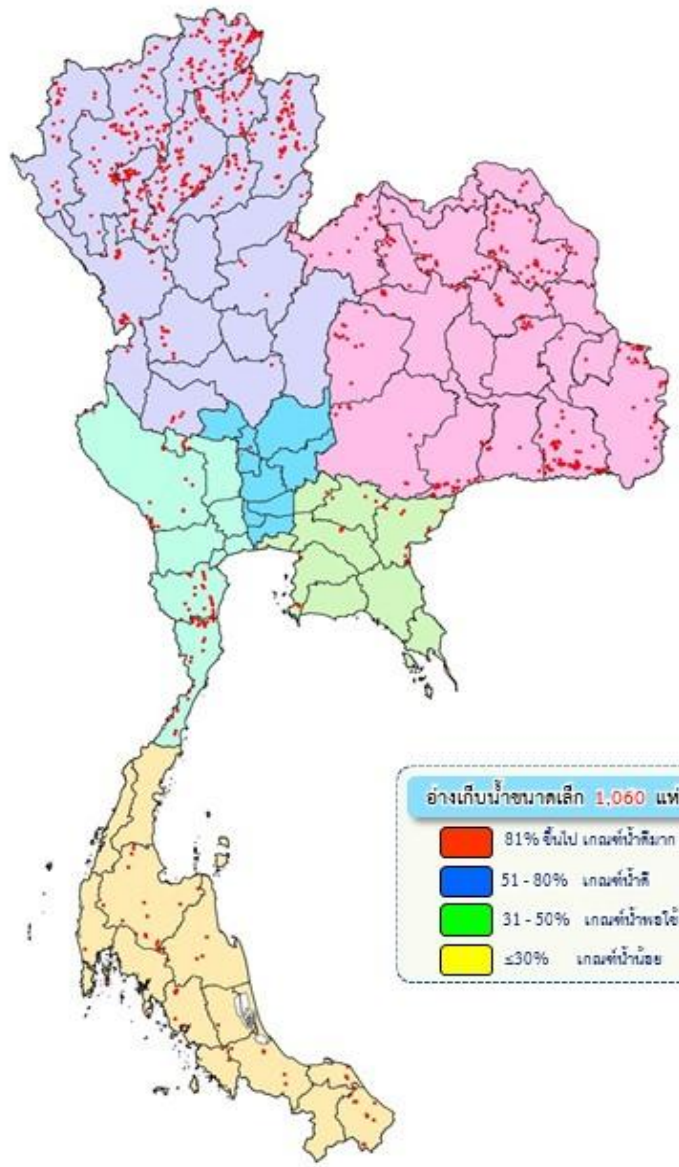 อ่างเก็บน้ำขนาดเล็ก 1,060 แห่
81% ขึ้นไป เกณฑ์น้ำดีมาก
51 - 80% เกณฑ์น้ำดี
31 - 50% เกณฑ์น้ำพอใช้
≤30% เกณฑ์น้ำน้อย